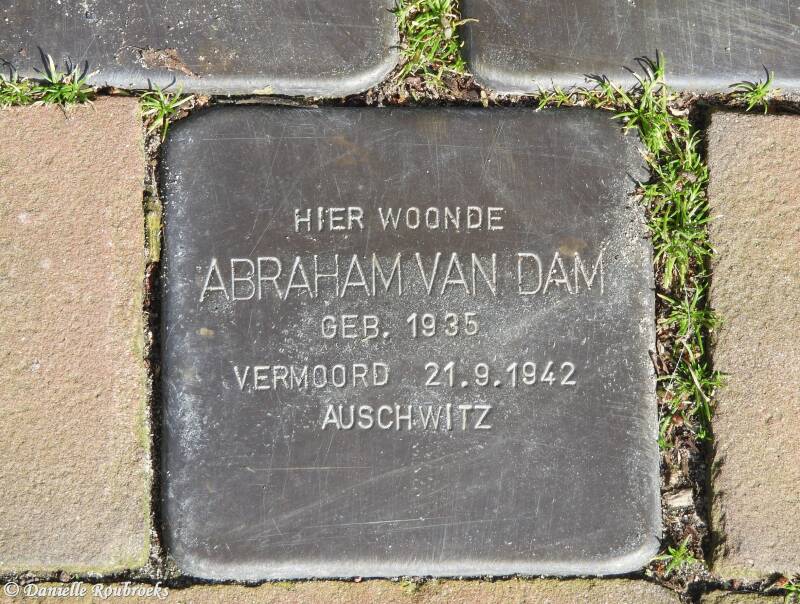 HIER WOONDE
ABRAHAM VAN DAM
GEB. 1935
VERMOORD 21.9.1942
AUSCHWITZ
© Danielle Roubroeks